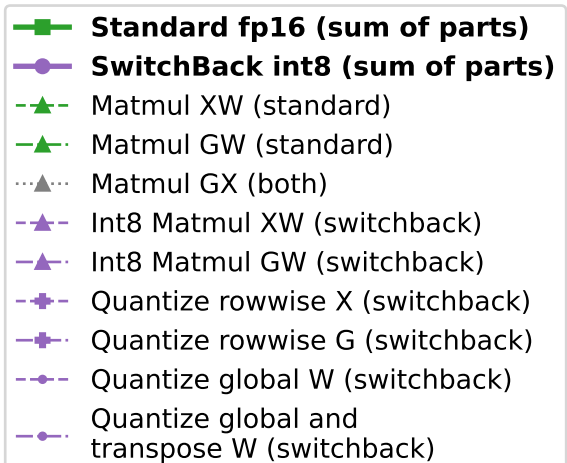 Standard fp16 (sum of parts)
SwitchBack int8 (sum of parts)
Matmul XW (standard)
Matmul GW (standard)
Matmul GX (both)
Int8 Matmul XW (switchback)
Int8 Matmul GW (switchback)
Quantize rowwise X (switchback)
Quantize rowwise G (switchback)
Quantize global W (switchback)
Quantize global and
transpose W (switchback)